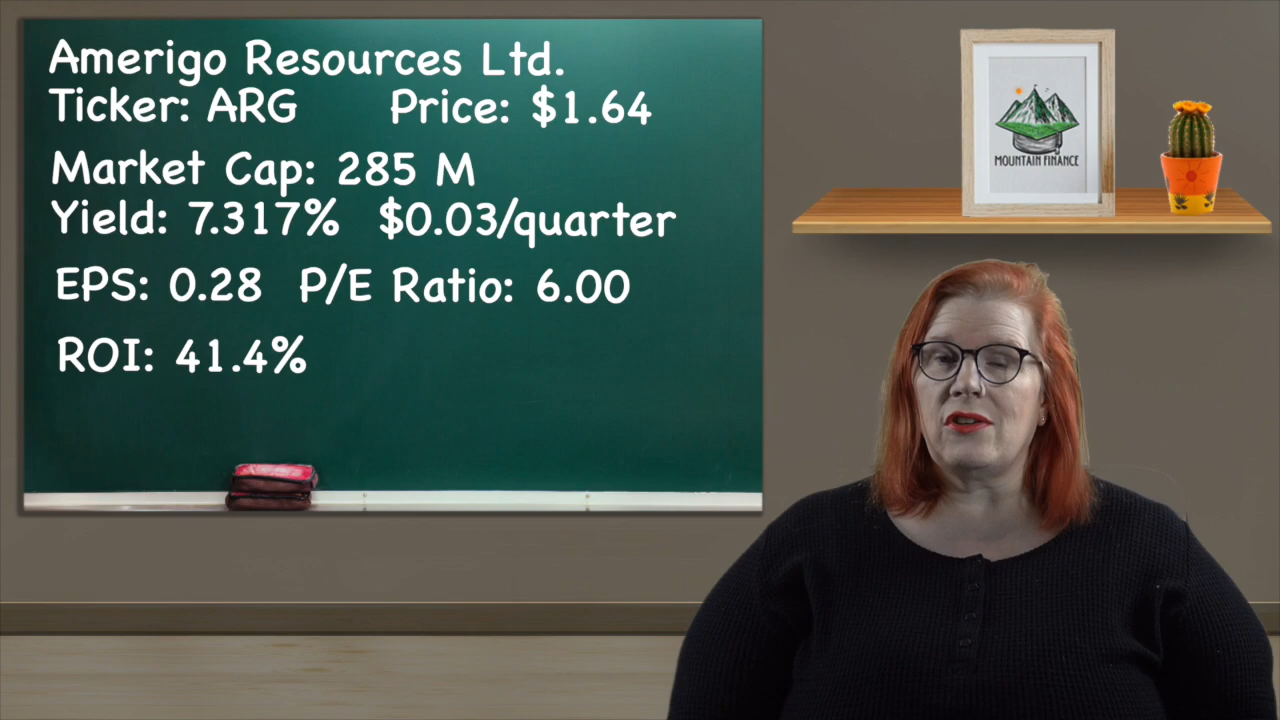 Amerigo Resources Ltd.
Ticker: ARG Price: $1.64
Market Cap: 285 M
Yield: 7.317% $0.03/quarter
EPS: 0.28 P/E Ratio: 6.00
ROI: 41.4%
MOUNTAIN FINANCE